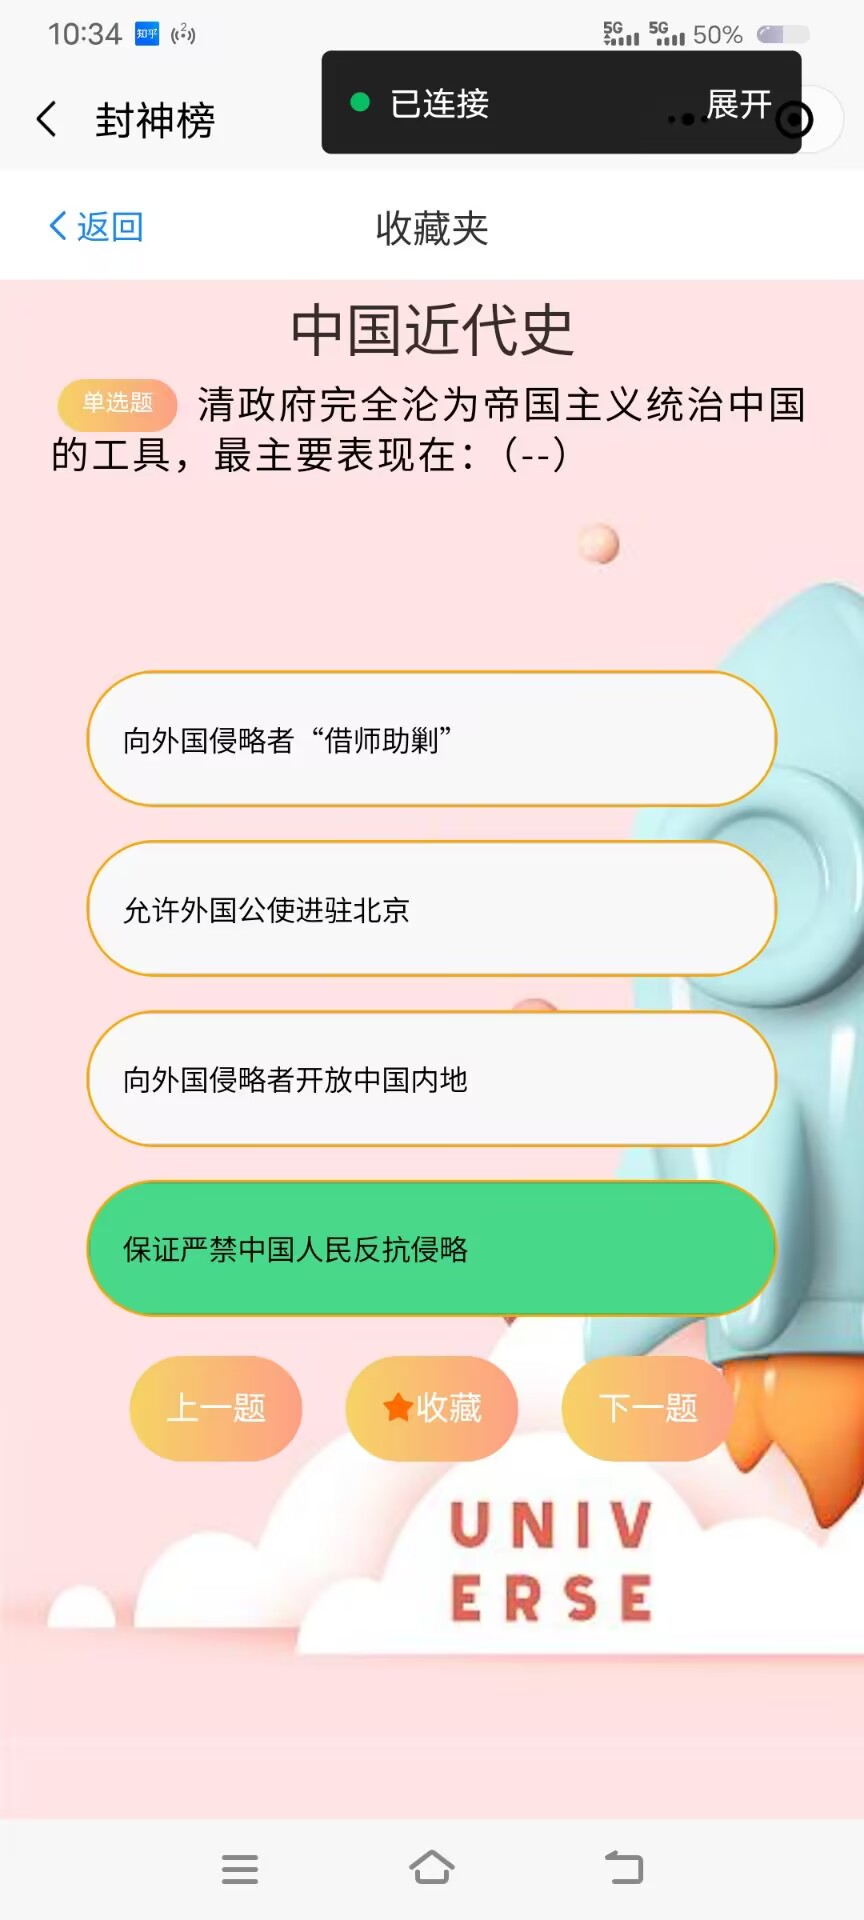 10:34 知乎 5G 5G 50%
已连接 展开
封神榜
返回 收藏夹
中国近代史
单选题 清政府完全沦为帝国主义统治中国
的工具，最主要表现在：（--）
向外国侵略者“借师助剿”
允许外国公使进驻北京
向外国侵略者开放中国内地
保证严禁中国人民反抗侵略
上一题 收藏 下一题
UNIV
ERSE